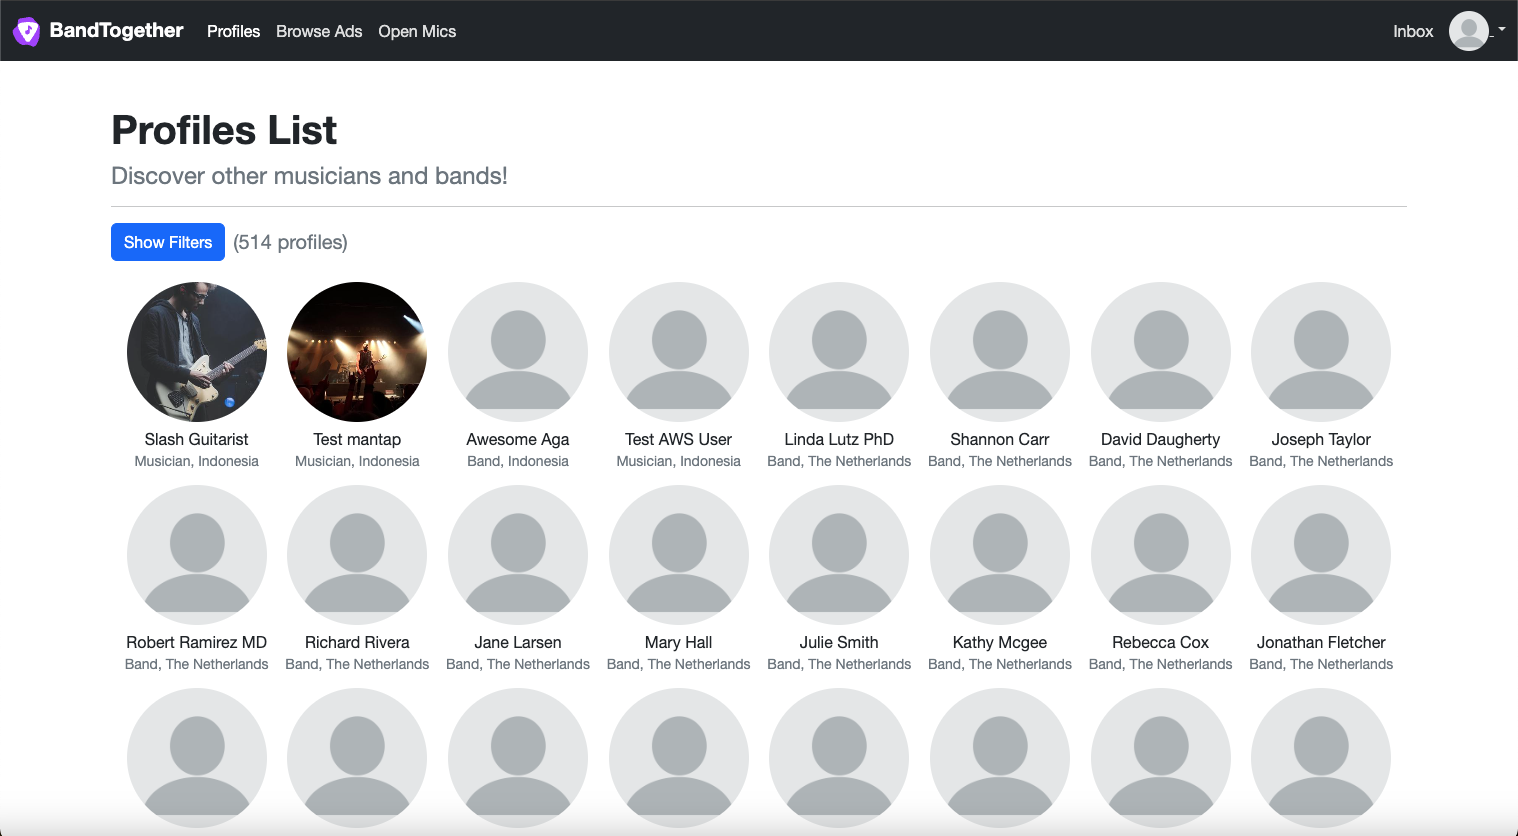 BandTogether Profiles Browse Ads Open Mics Inbox
Profiles List
Discover other musicians and bands!
Show Filters (514 profiles)
Slash Guitarist Test mantap Awesome Aga Test AWS User Linda Lutz PhD Shannon Carr David Daugherty Joseph Taylor
Musician, Indonesia Musician, Indonesia Band, Indonesia Musician, Indonesia Band, The Netherlands Band, The Netherlands Band, The Netherlands Band, The Netherlands
Robert Ramirez MD Richard Rivera Jane Larsen Mary Hall Julie Smith Kathy Mcgee Rebecca Cox Jonathan Fletcher
Band, The Netherlands Band, The Netherlands Band, The Netherlands Band, The Netherlands Band, The Netherlands Band, The Netherlands Band, The Netherlands Band, The Netherlands